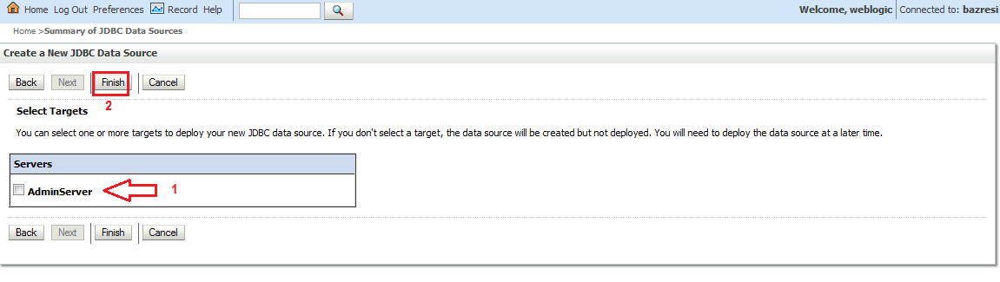 Home Log Out Preferences Record Help
Welcome, weblogic Connected to: bazresi
Home >Summary of JDBC Data Sources
Create a New JDBC Data Source
Back Next Finish Cancel
2
Select Targets
You can select one or more targets to deploy your new JDBC data source. If you don't select a target, the data source will be created but not deployed. You will need to deploy the data source at a later time.
Servers
AdminServer 1
Back Next Finish Cancel